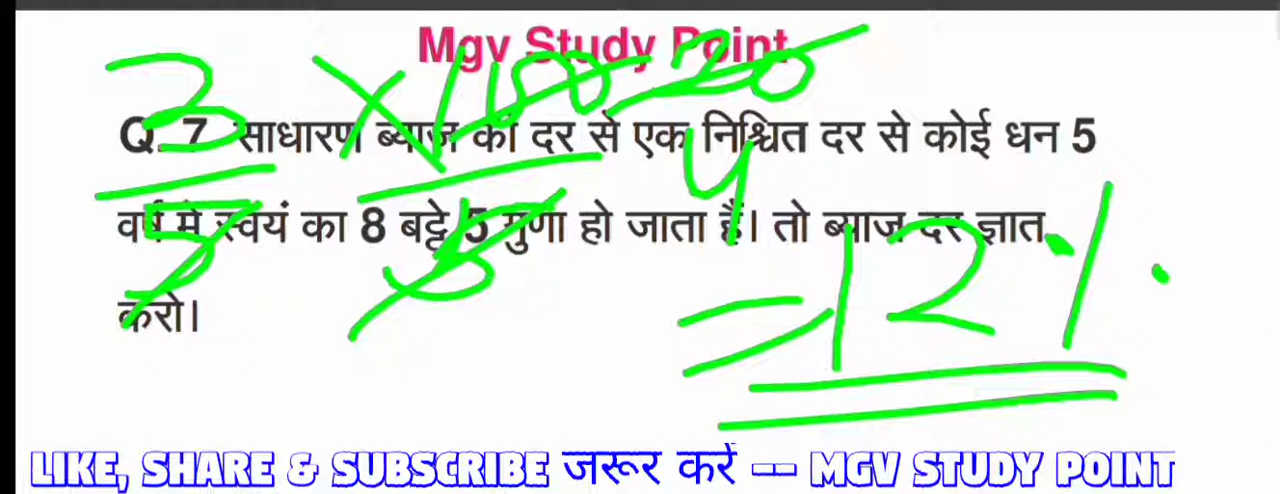 Mgv Study Point
Q. 7 साधारण ब्याज की दर से एक निश्चित दर से कोई धन 5
वर्ष मे स्वयं का 8 बट्टे 5 गुणा हो जाता हैं। तो ब्याज दर ज्ञात
करो।
3 × 100 20
4
5 5
= 12%
LIKE, SHARE & SUBSCRIBE जरूर करें -- MGV STUDY POINT